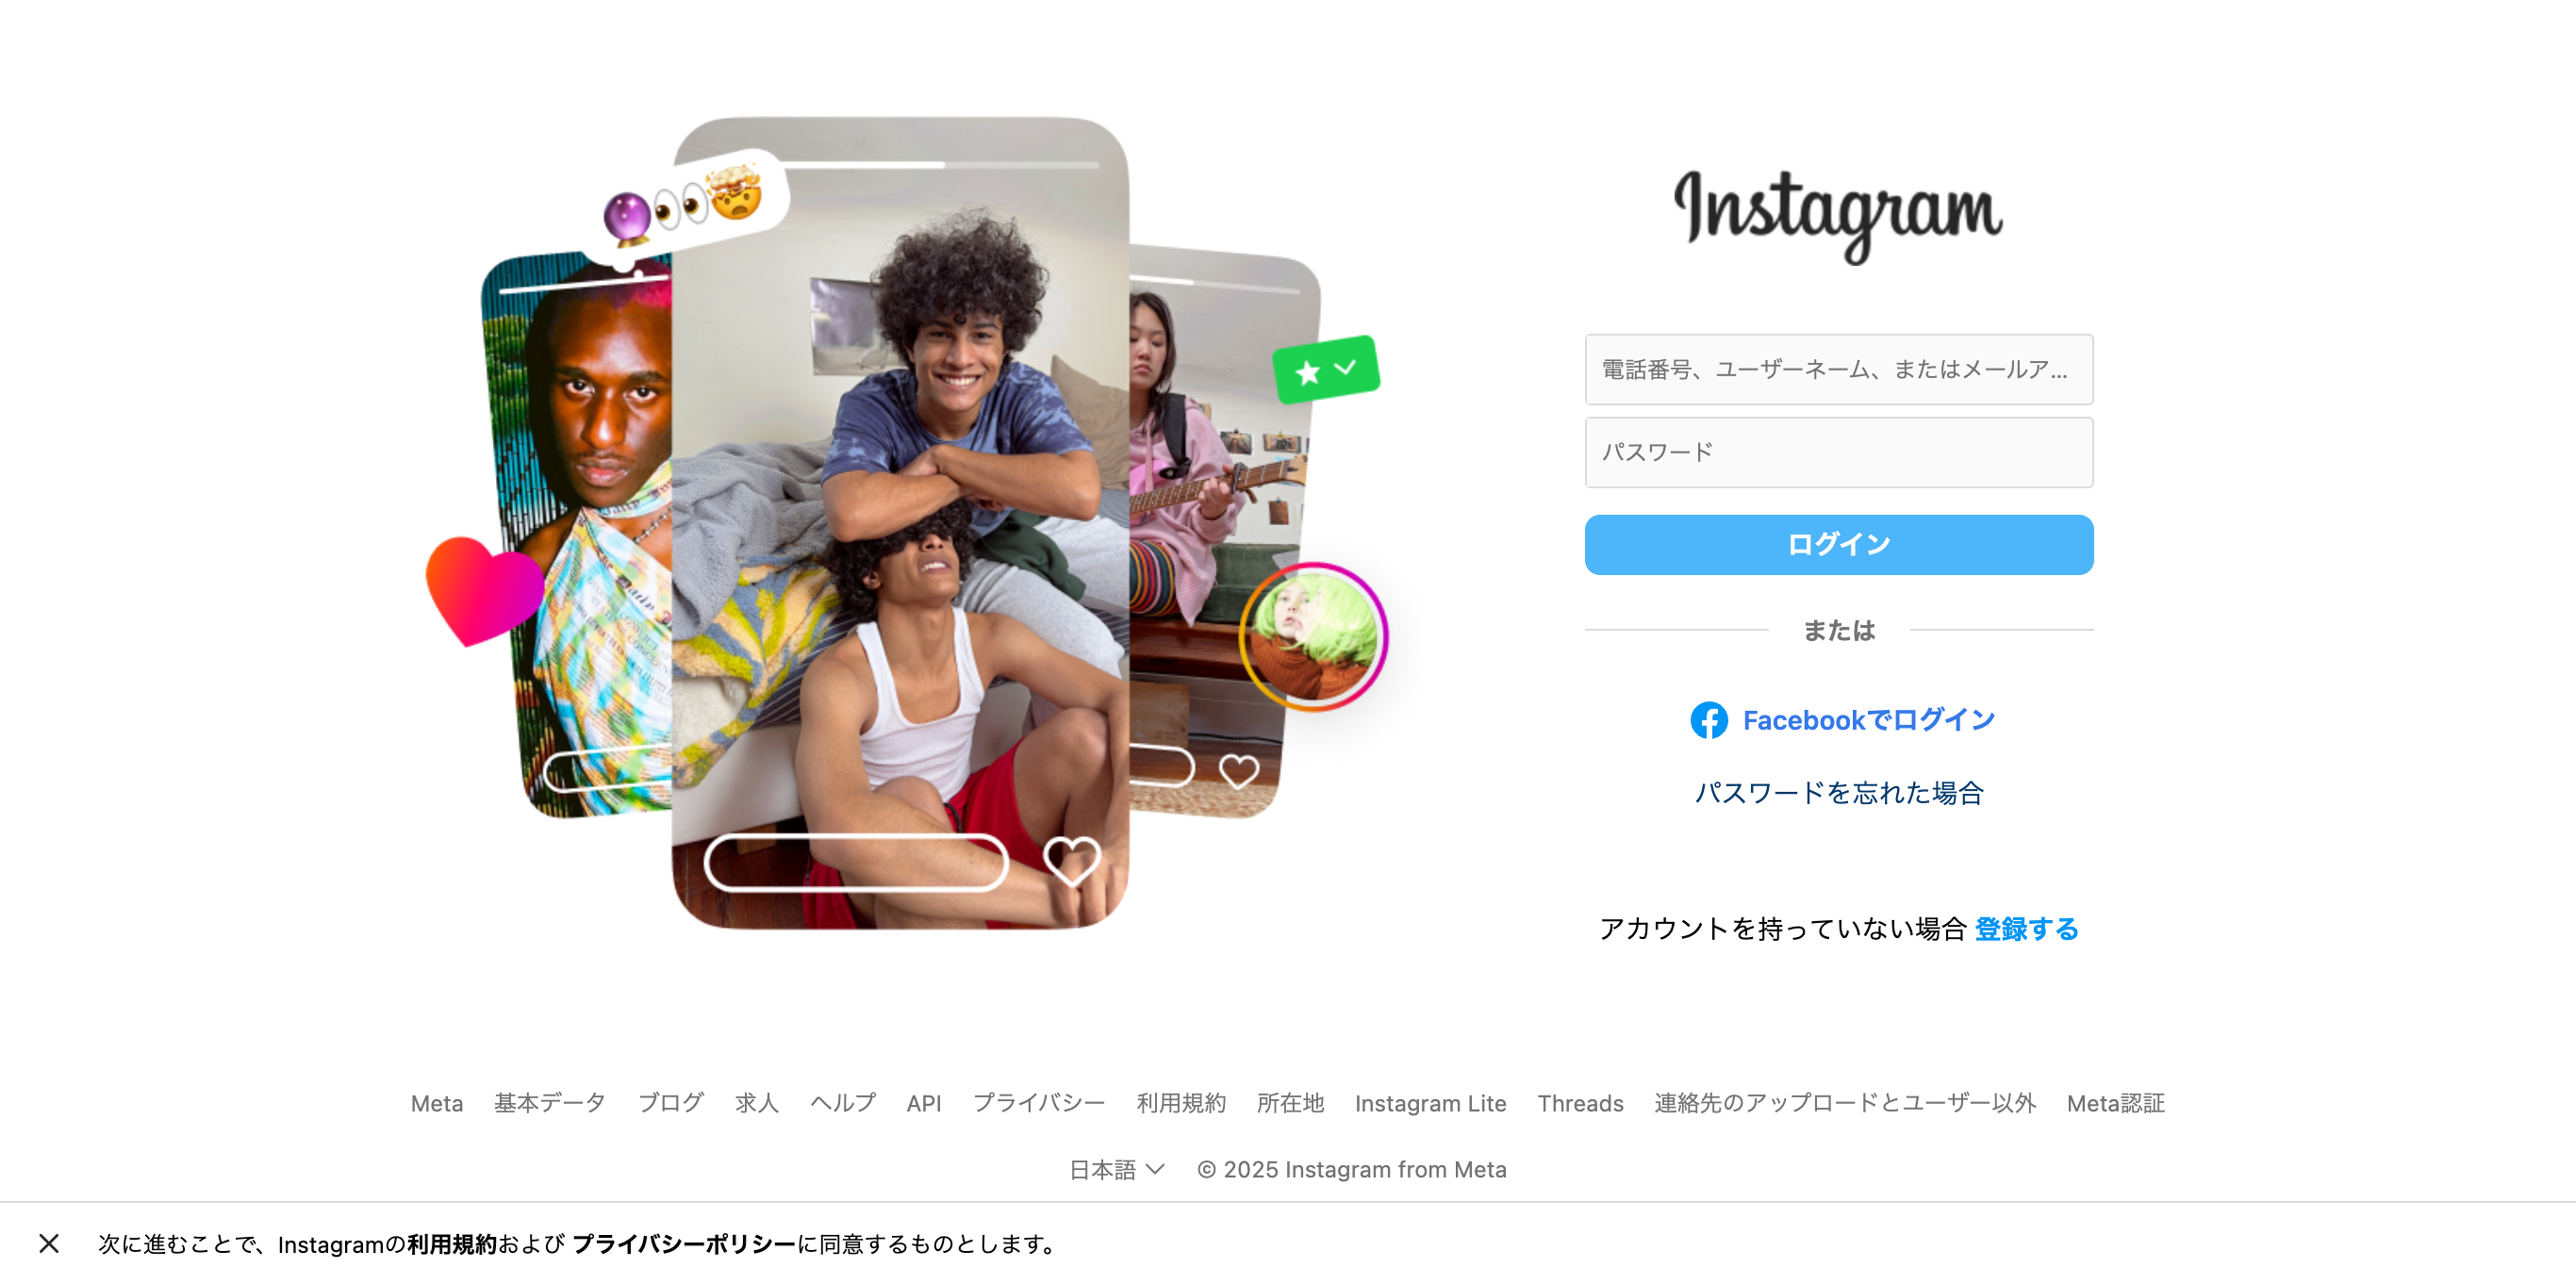 Instagram
電話番号、ユーザーネーム、またはメールア...
パスワード
ログイン
または
Facebookでログイン
パスワードを忘れた場合
アカウントを持っていない場合 登録する
Meta 基本データ ブログ 求人 ヘルプ API プライバシー 利用規約 所在地 Instagram Lite Threads 連絡先のアップロードとユーザー以外 Meta認証
日本語 © 2025 Instagram from Meta
次に進むことで、Instagramの利用規約および プライバシーポリシーに同意するものとします。